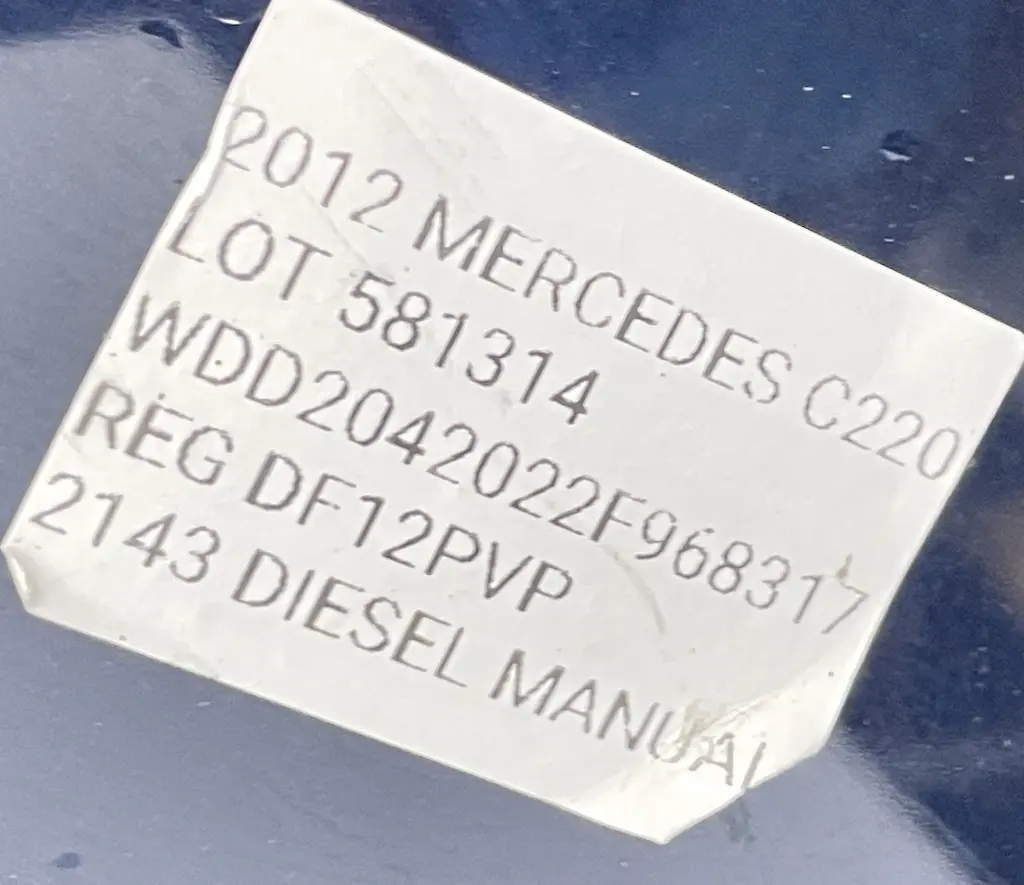 2012 MERCEDES C220
LOT 581314
WDD2042022F968317
REG DF12PVP
2143 DIESEL MANUAL